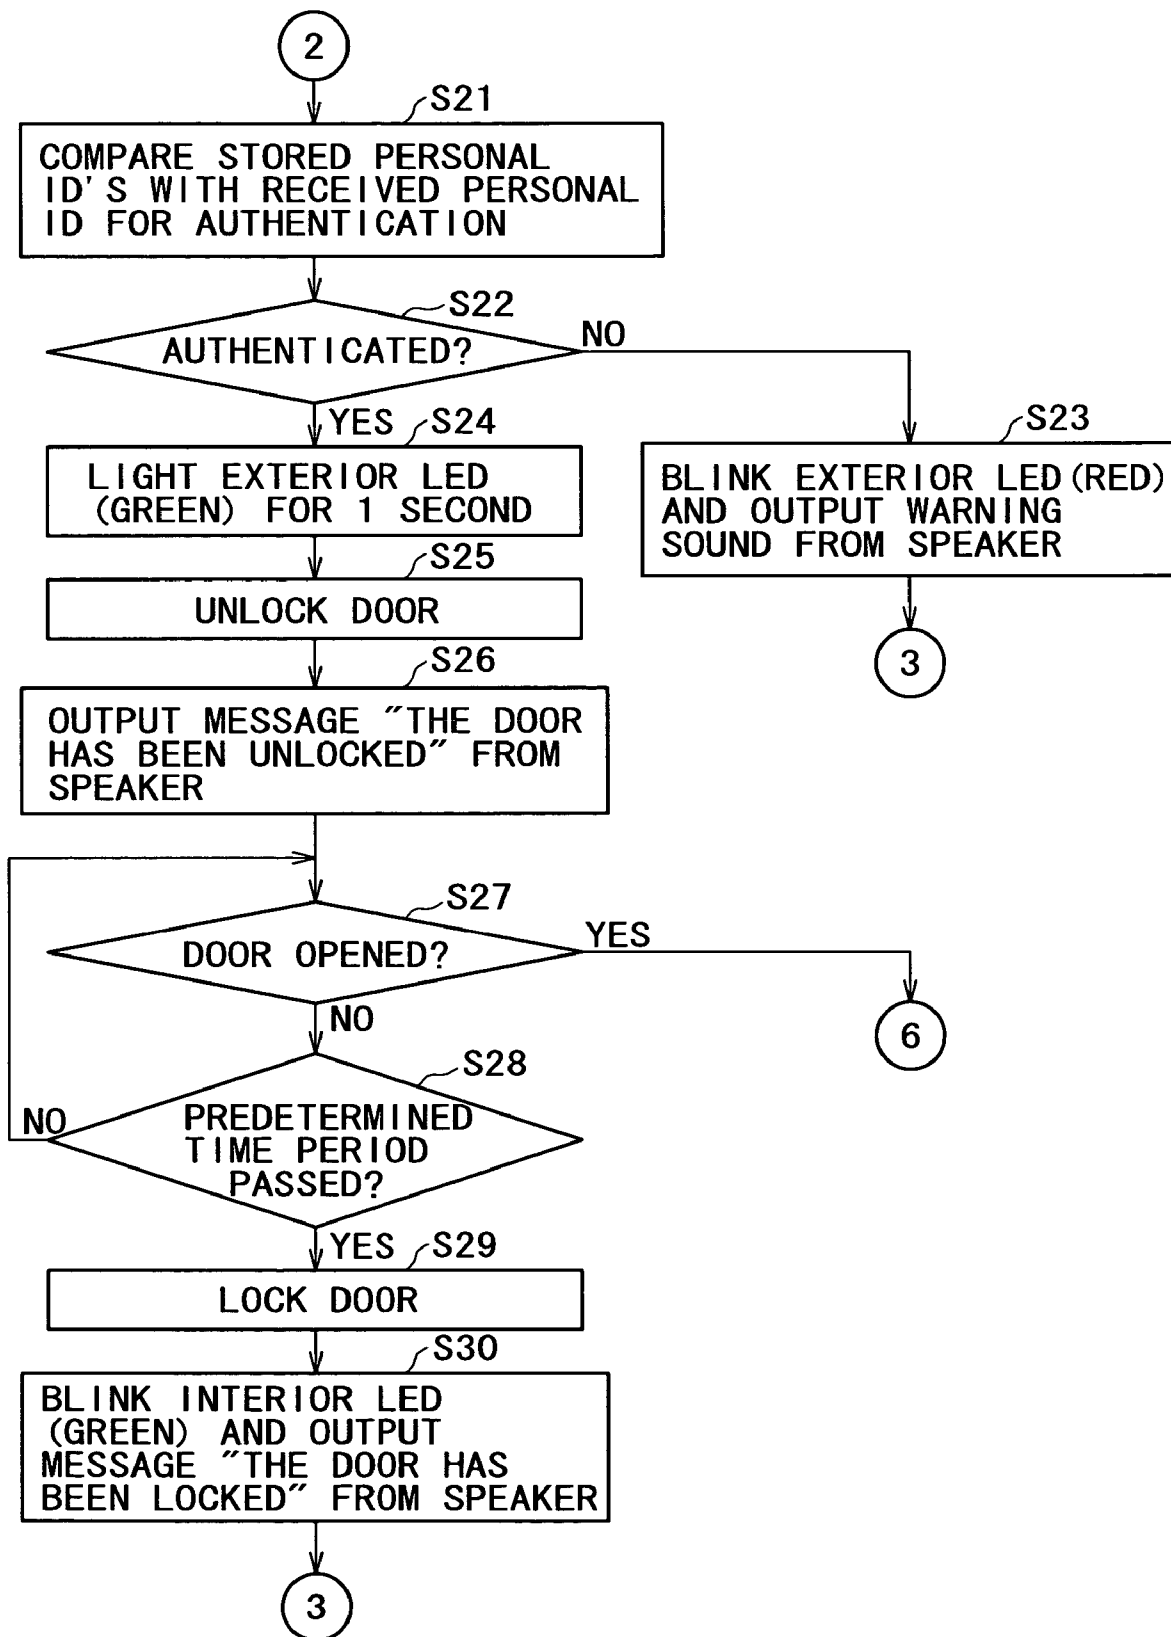 2
S21
COMPARE STORED PERSONAL
ID'S WITH RECEIVED PERSONAL
ID FOR AUTHENTICATION
S22
AUTHENTICATED?
NO
YES
S24
LIGHT EXTERIOR LED
(GREEN) FOR 1 SECOND
S23
BLINK EXTERIOR LED (RED)
AND OUTPUT WARNING
SOUND FROM SPEAKER
3
S25
UNLOCK DOOR
S26
OUTPUT MESSAGE "THE DOOR
HAS BEEN UNLOCKED" FROM
SPEAKER
S27
DOOR OPENED?
YES
6
NO
S28
PREDETERMINED
TIME PERIOD
PASSED?
NO
YES
S29
LOCK DOOR
S30
BLINK INTERIOR LED
(GREEN) AND OUTPUT
MESSAGE "THE DOOR HAS
BEEN LOCKED" FROM SPEAKER
3